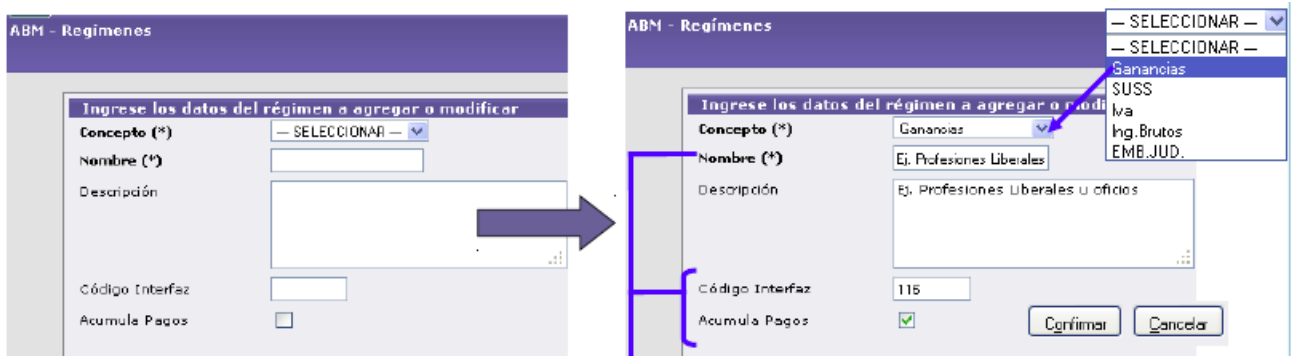 ABM - Regímenes
Ingrese los datos del régimen a agregar o modificar
Concepto (*)
— SELECCIONAR —
Nombre (*)
Descripción
Código Interfaz
Acumula Pagos
ABM - Regímenes
— SELECCIONAR —
— SELECCIONAR —
Ganancias
SUSS
Iva
Ing.Brutos
EMB.JUD.
Ingrese los datos del régimen a agregar o modi
Concepto (*)
Ganancias
Nombre (*)
Ej. Profesiones Liberales
Descripción
Ej. Profesiones Liberales u oficios
Código Interfaz
116
Acumula Pagos
Confirmar
Cancelar